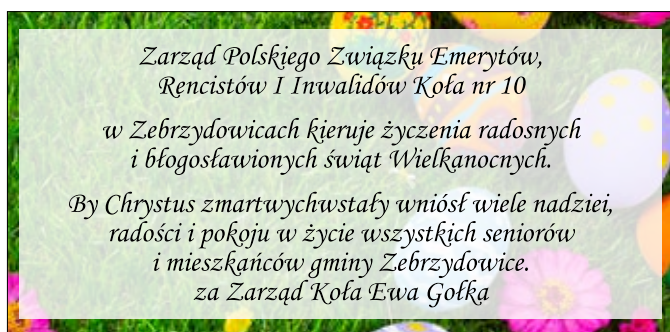 Zarząd Polskiego Związku Emerytów,
Rencistów I Inwalidów Koła nr 10
w Zebrzydowicach kieruje życzenia radosnych
i błogosławionych świąt Wielkanocnych.
By Chrystus zmartwychwstały wniósł wiele nadziei,
radości i pokoju w życie wszystkich seniorów
i mieszkańców gminy Zebrzydowice.
za Zarząd Koła Ewa Gołka